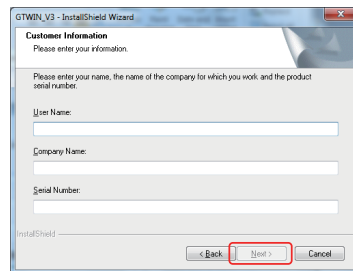 GTWIN_V3 - InstallShield Wizard
Customer Information
Please enter your information.
Please enter your name, the name of the company for which you work and the product
serial number.
User Name:
Company Name:
Serial Number:
InstallShield
< Back
Next >
Cancel